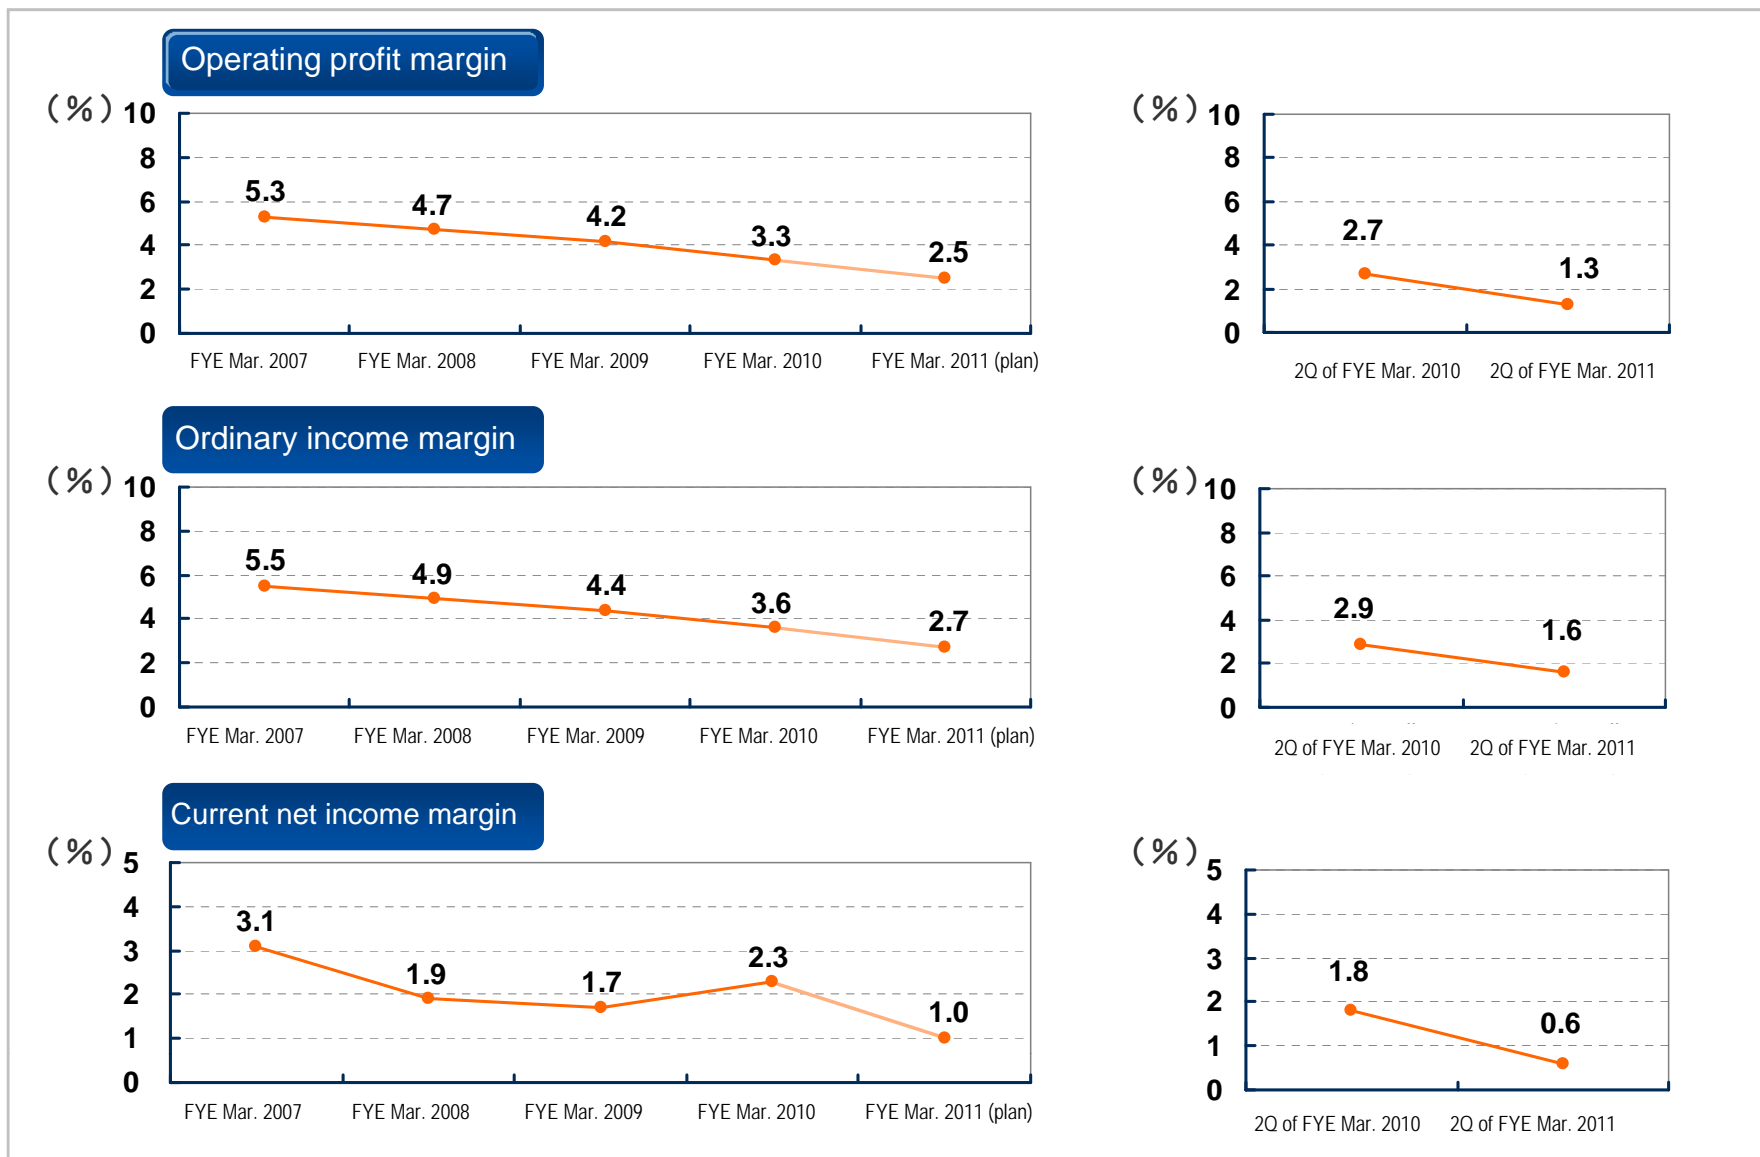 Operating profit margin
(%)
10
8
6
4
2
0
5.3
4.7
4.2
3.3
2.5
FYE Mar. 2007
FYE Mar. 2008
FYE Mar. 2009
FYE Mar. 2010
FYE Mar. 2011 (plan)
(%)
10
8
6
4
2
0
2.7
1.3
2Q of FYE Mar. 2010
2Q of FYE Mar. 2011
Ordinary income margin
(%)
10
8
6
4
2
0
5.5
4.9
4.4
3.6
2.7
FYE Mar. 2007
FYE Mar. 2008
FYE Mar. 2009
FYE Mar. 2010
FYE Mar. 2011 (plan)
(%)
10
8
6
4
2
0
2.9
1.6
2Q of FYE Mar. 2010
2Q of FYE Mar. 2011
Current net income margin
(%)
5
4
3
2
1
0
3.1
1.9
1.7
2.3
1.0
FYE Mar. 2007
FYE Mar. 2008
FYE Mar. 2009
FYE Mar. 2010
FYE Mar. 2011 (plan)
(%)
5
4
3
2
1
0
1.8
0.6
2Q of FYE Mar. 2010
2Q of FYE Mar. 2011